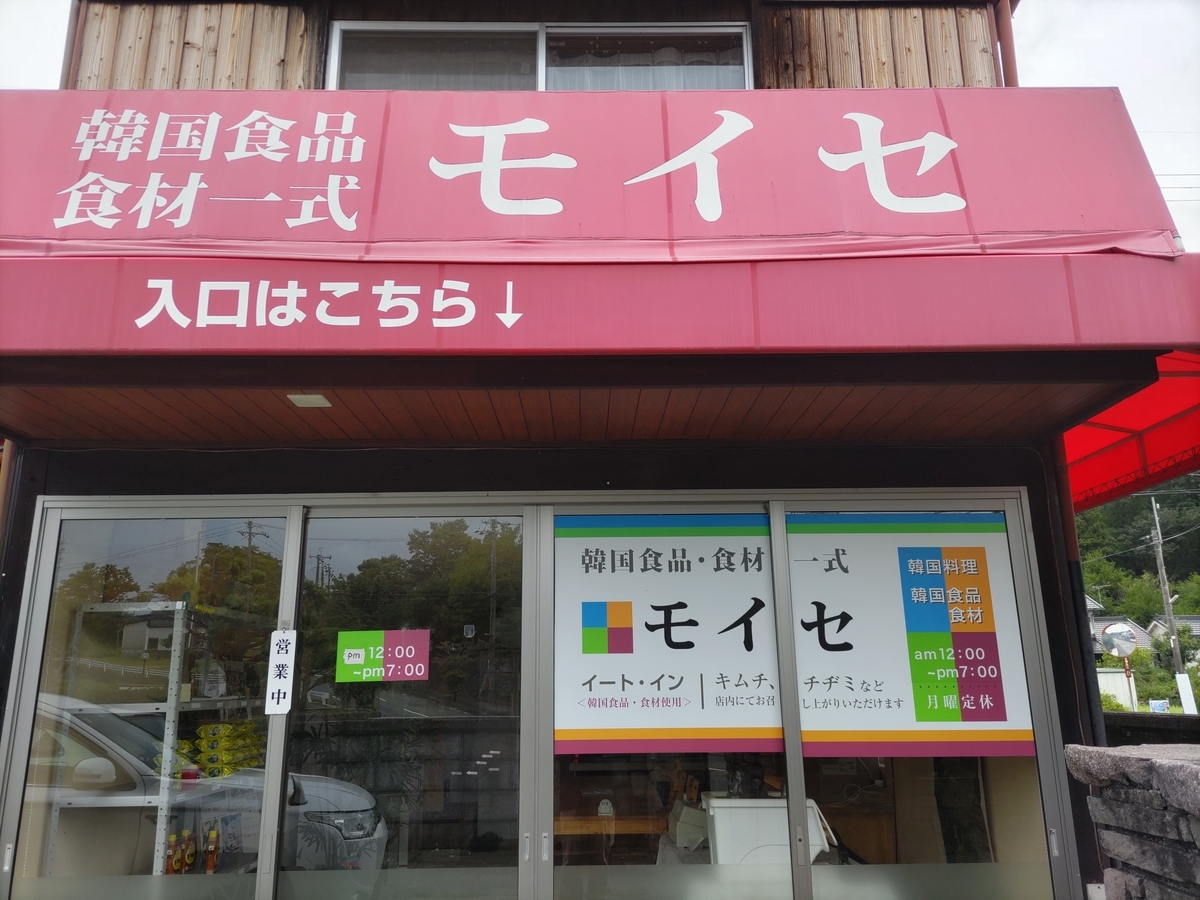 韓国食品
食材一式
モイセ
入口はこちら↓
営業中
pm12:00
~pm7:00
韓国食品・食材一式
モイセ
イート・イン
<韓国食品・食材使用>
キムチ、チヂミなど
店内にてお召し上がりいただけます
韓国料理
韓国食品
食材
am12:00
~pm7:00
月曜定休